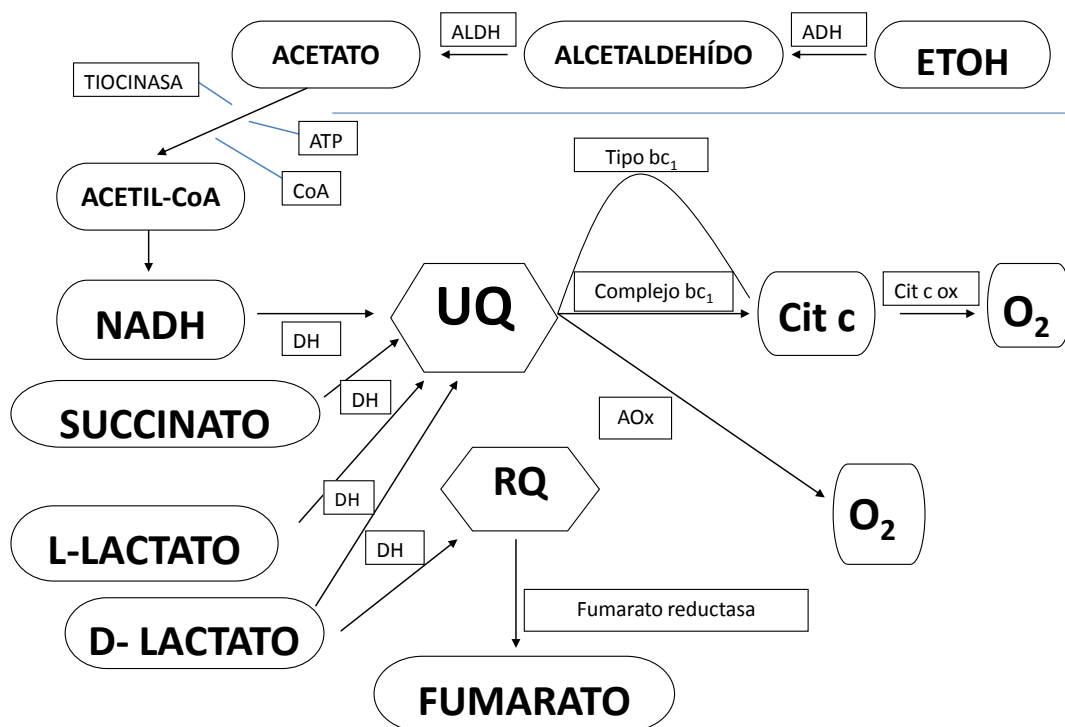 ACETATO
ALDH
ALCETALDEHÍDO
ADH
ETOH
TIOCINASA
ATP
CoA
ACETIL-CoA
Tipo bc₁
NADH
DH
UQ
Complejo bc₁
Cit c
Cit c ox
O₂
SUCCINATO
DH
AOx
RQ
O₂
L-LACTATO
DH
DH
D- LACTATO
Fumarato reductasa
FUMARATO